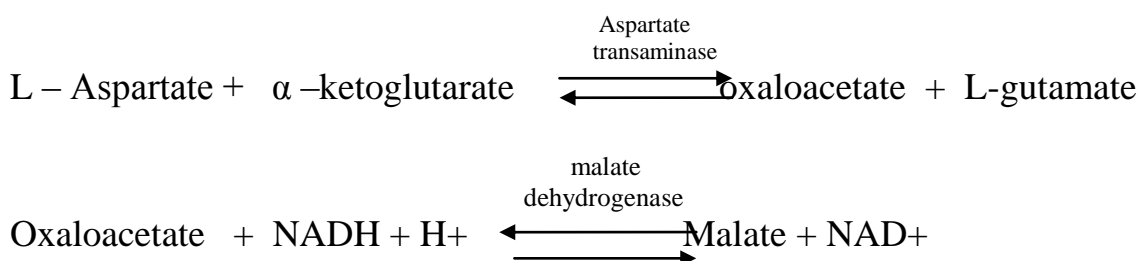 Aspartate
transaminase
L – Aspartate + α –ketoglutarate oxaloacetate + L-gutamate
malate
dehydrogenase
Oxaloacetate + NADH + H+ Malate + NAD+